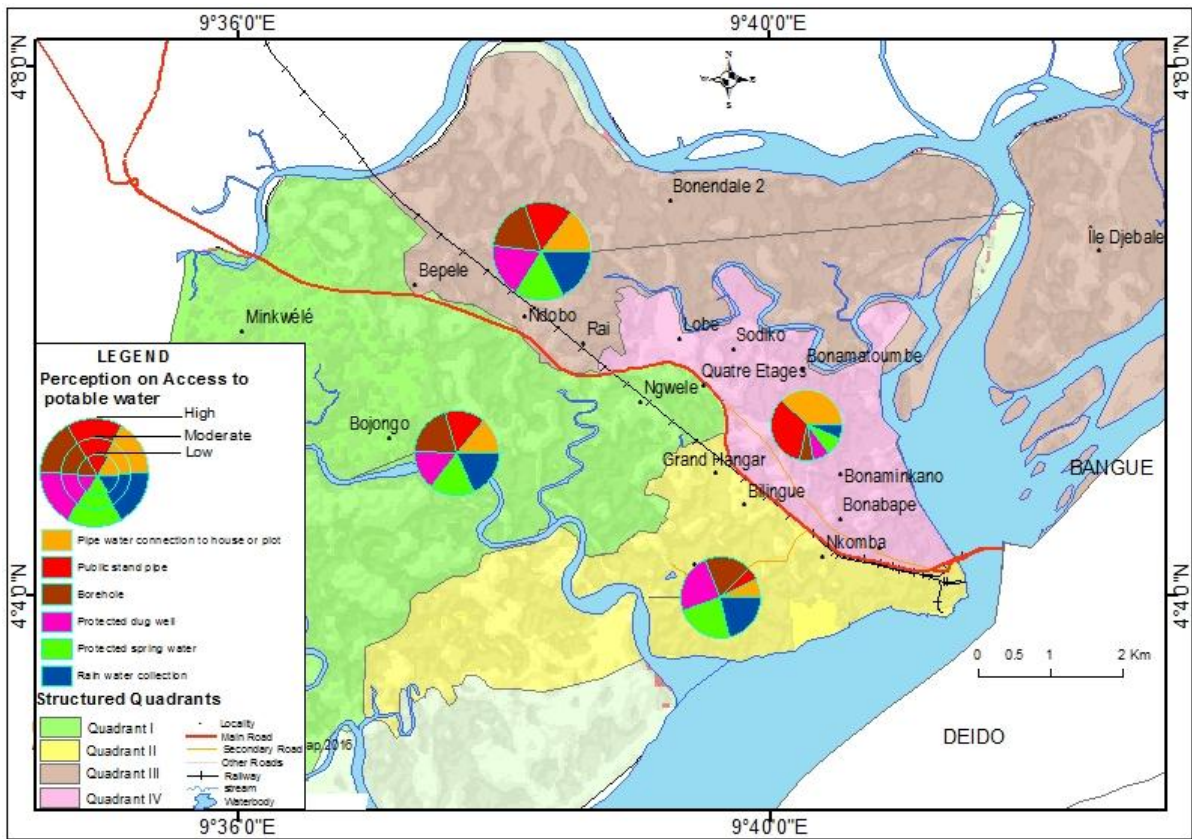 9°36'0"E 9°40'0"E
4°8'0"N 4°8'0"N
N
W E
S
Bonendale 2
Île Djebale
Bepele
Minkwélé
Ndobo
Rai
Lobe
Sodiko
Bonamatoumbe
Quatre Etages
Ngwele
Bojongo
Grand Hangar
Bonaminkano
BANGUE
Bilingue
Bonabape
Nkomba
4°4'0"N 4°4'0"N
0 0.5 1 2 Km
DEIDO
LEGEND
Perception on Access to
potable water
High
Moderate
Low
Pipe water connection to house or plot
Public stand pipe
Borehole
Protected dug well
Protected spring water
Rain water collection
Structured Quadrants
Quadrant I
Quadrant II
Quadrant III
Quadrant IV
Locality
Main Road
Secondary Road
Other Roads
Railway
stream
Waterbody
ap,2016
9°36'0"E 9°40'0"E